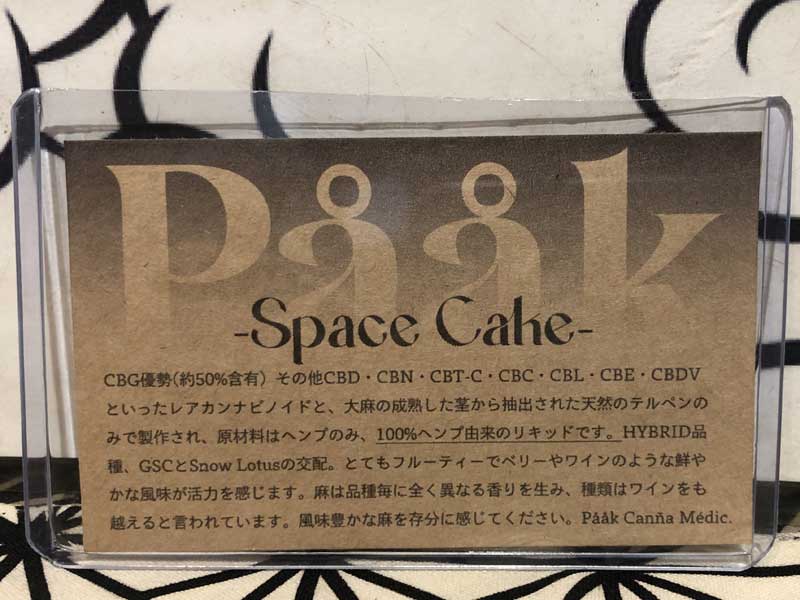 Pååk
-Space Cake-
CBG優勢(約50%含有) その他CBD・CBN・CBT-C・CBC・CBL・CBE・CBDV
といったレアカンナビノイドと、大麻の成熟した茎から抽出された天然のテルペンの
みで製作され、原材料はヘンプのみ、100%ヘンプ由来のリキッドです。HYBRID品
種、GSCとSnow Lotusの交配。とてもフルーティーでベリーやワインのような鮮や
かな風味が活力を感じます。麻は品種毎に全く異なる香りを生み、種類はワインをも
越えると言われています。風味豊かな麻を存分に感じてください。Pååk Canña Médic.